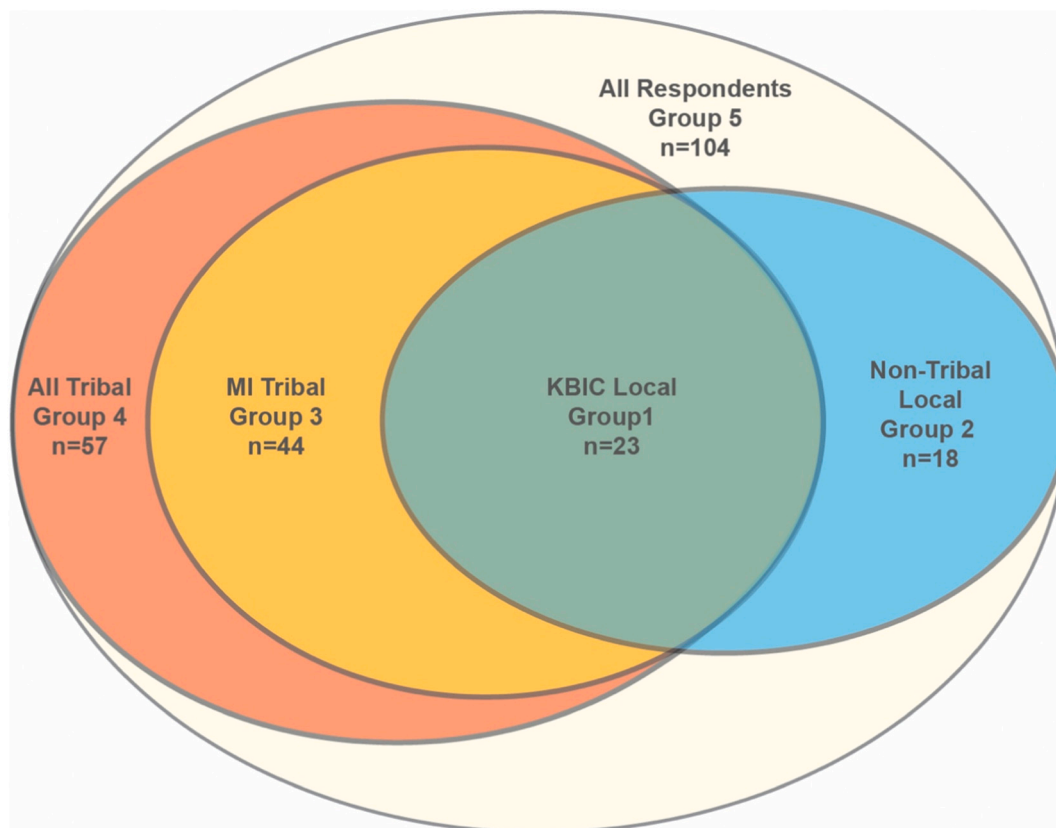 All Respondents
Group 5
n=104
All Tribal
Group 4
n=57
MI Tribal
Group 3
n=44
KBIC Local
Group1
n=23
Non-Tribal
Local
Group 2
n=18